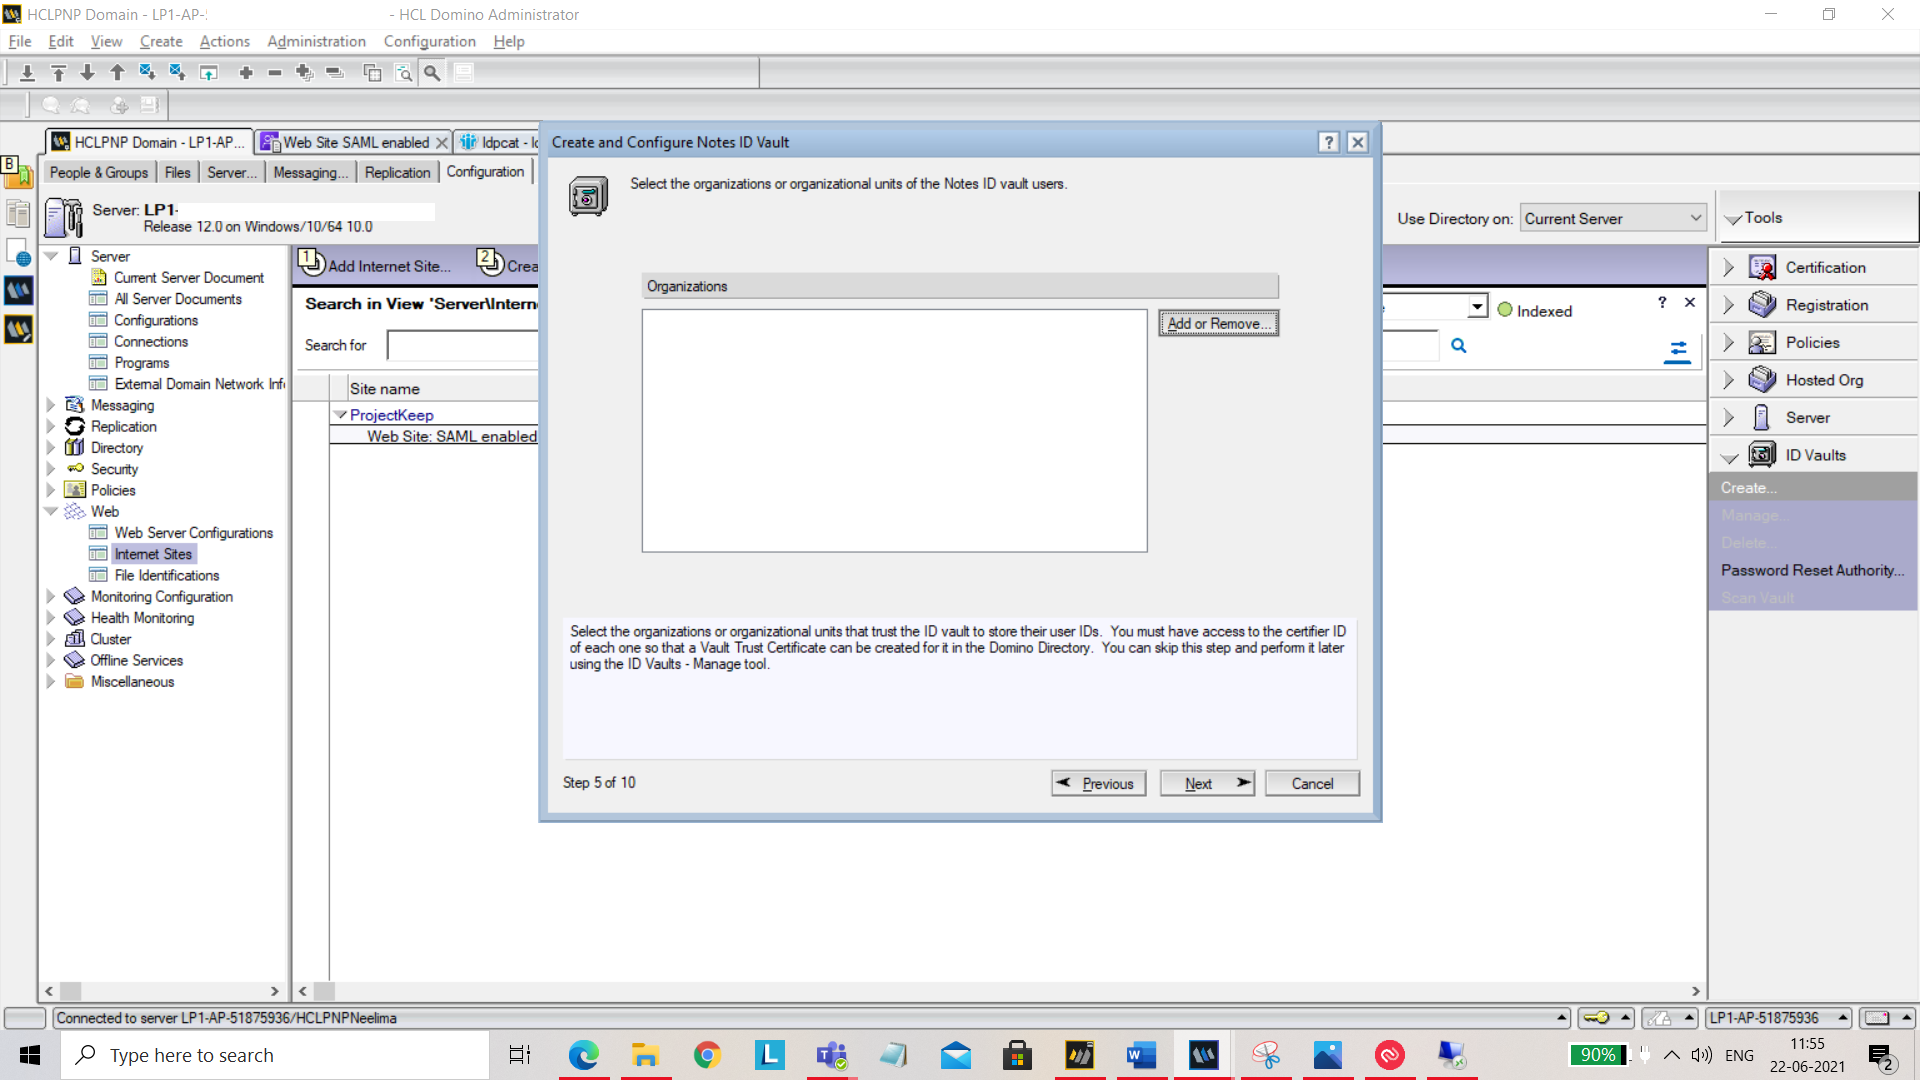 HCLPNP Domain - LP1-AP-
- HCL Domino Administrator
File Edit View Create Actions Administration Configuration Help
HCLPNP Domain - LP1-AP...
Web Site SAML enabled
Idpcat -
B
People & Groups
Files
Server...
Messaging...
Replication
Configuration
Server: LP1-
Release 12.0 on Windows/10/64 10.0
Use Directory on: Current Server
Tools
Server
Current Server Document
All Server Documents
Configurations
Connections
Programs
External Domain Network Inf
Messaging
Replication
Directory
Security
Policies
Web
Web Server Configurations
Internet Sites
File Identifications
Monitoring Configuration
Health Monitoring
Cluster
Offline Services
Miscellaneous
1 Add Internet Site...
2 Crea
Search in View 'Server\Intern
Indexed
? ×
Search for
Site name
ProjectKeep
Web Site: SAML enabled
Create and Configure Notes ID Vault
?
Select the organizations or organizational units of the Notes ID vault users.
Organizations
Add or Remove...
Select the organizations or organizational units that trust the ID vault to store their user IDs. You must have access to the certifier ID
of each one so that a Vault Trust Certificate can be created for it in the Domino Directory. You can skip this step and perform it later
using the ID Vaults - Manage tool.
Step 5 of 10
Previous
Next
Cancel
Certification
Registration
Policies
Hosted Org
Server
ID Vaults
Create...
Manage...
Delete...
Password Reset Authority...
Scan Vault
Connected to server LP1-AP-51875936/HCLPNPNeelima
LP1-AP-51875936
Type here to search
90%
ENG
11:55
22-06-2021
2